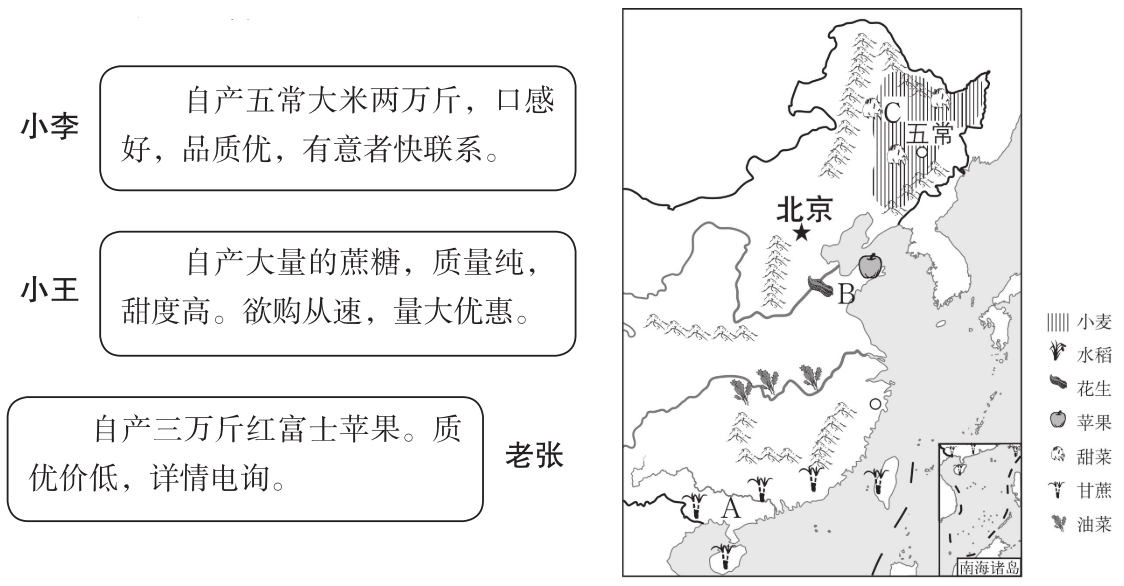 小李
自产五常大米两万斤，口感
好，品质优，有意者快联系。
小王
自产大量的蔗糖，质量纯，
甜度高。欲购从速，量大优惠。
自产三万斤红富士苹果。质
优价低，详情电询。
老张
C
五常
北京
B
A
南海诸岛
小麦
水稻
花生
苹果
甜菜
甘蔗
油菜